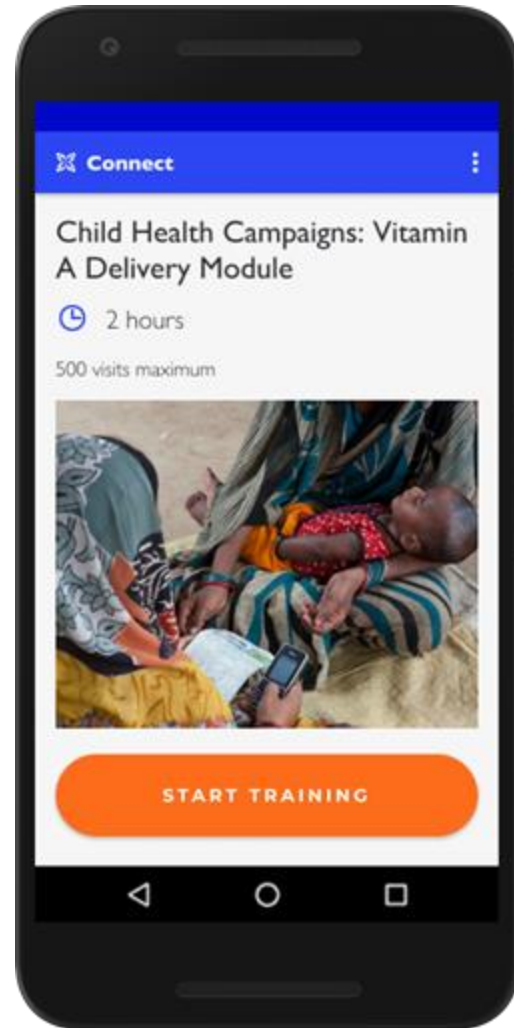 Connect
Child Health Campaigns: Vitamin
A Delivery Module
2 hours
500 visits maximum
START TRAINING